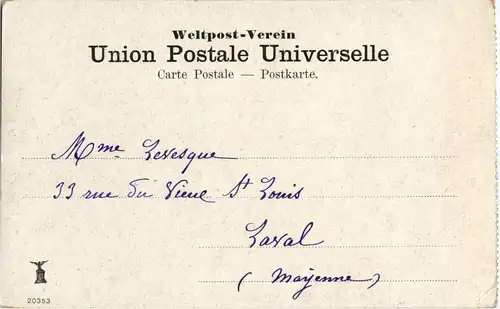 Weltpost-Verein
Union Postale Universelle
Carte Postale — Postkarte.
Mme Levesque
33 rue du Vieux St Louis
Laval
(Mayenne)
20353